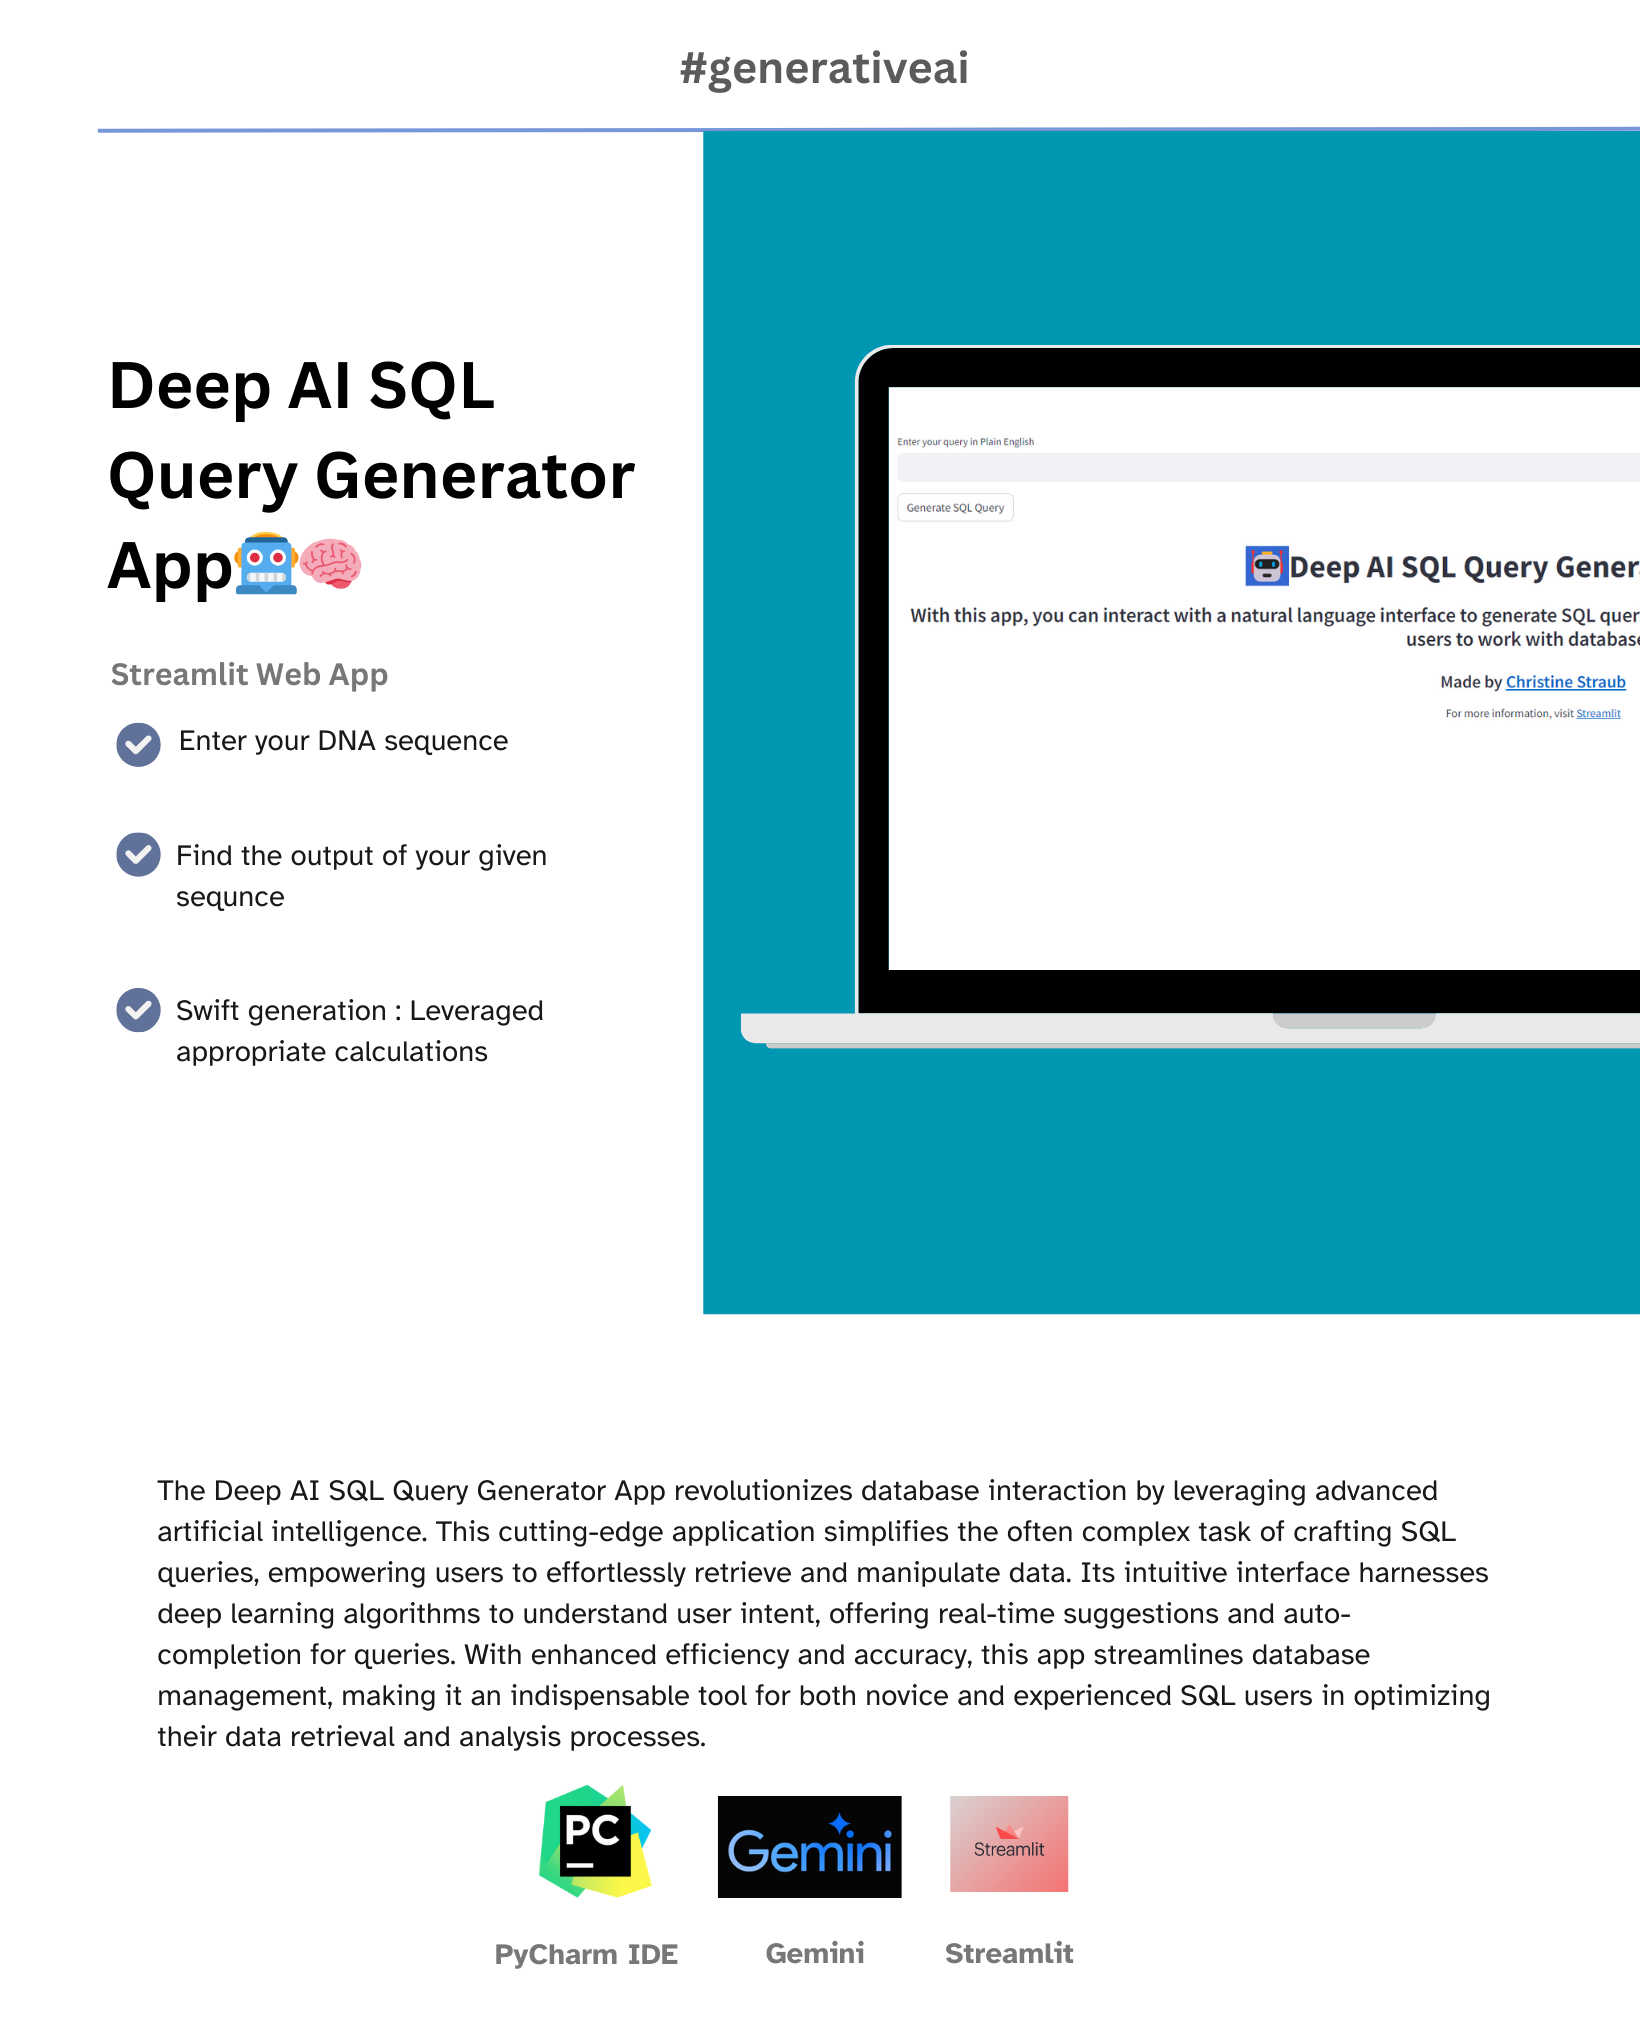 #generativeai
Deep AI SQL
Query Generator
App
Streamlit Web App
Enter your DNA sequence
Find the output of your given
sequnce
Swift generation : Leveraged
appropriate calculations
Enter your query in Plain English
Generate SQL Query
Deep AI SQL Query Gener
With this app, you can interact with a natural language interface to generate SQL quer
users to work with databas
Made by Christine Straub
For more information, visit Streamlit
The Deep AI SQL Query Generator App revolutionizes database interaction by leveraging advanced
artificial intelligence. This cutting-edge application simplifies the often complex task of crafting SQL
queries, empowering users to effortlessly retrieve and manipulate data. Its intuitive interface harnesses
deep learning algorithms to understand user intent, offering real-time suggestions and auto-
completion for queries. With enhanced efficiency and accuracy, this app streamlines database
management, making it an indispensable tool for both novice and experienced SQL users in optimizing
their data retrieval and analysis processes.
PC
Gemini
Streamlit
PyCharm IDE
Gemini
Streamlit